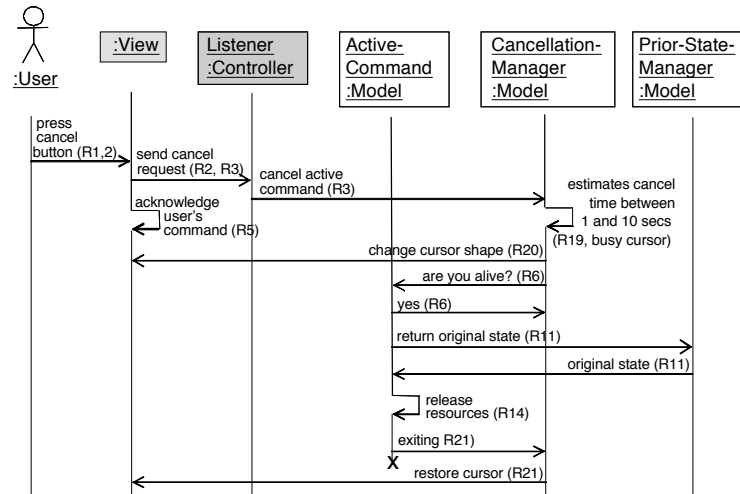 :User
:View
Listener
:Controller
Active-
Command
:Model
Cancellation-
Manager
:Model
Prior-State-
Manager
:Model
press
cancel
button (R1,2)
send cancel
request (R2, R3)
cancel active
command (R3)
acknowledge
user's
command (R5)
estimates cancel
time between
1 and 10 secs
(R19, busy cursor)
change cursor shape (R20)
are you alive? (R6)
yes (R6)
return original state (R11)
original state (R11)
release
resources (R14)
exiting R21)
X
restore cursor (R21)